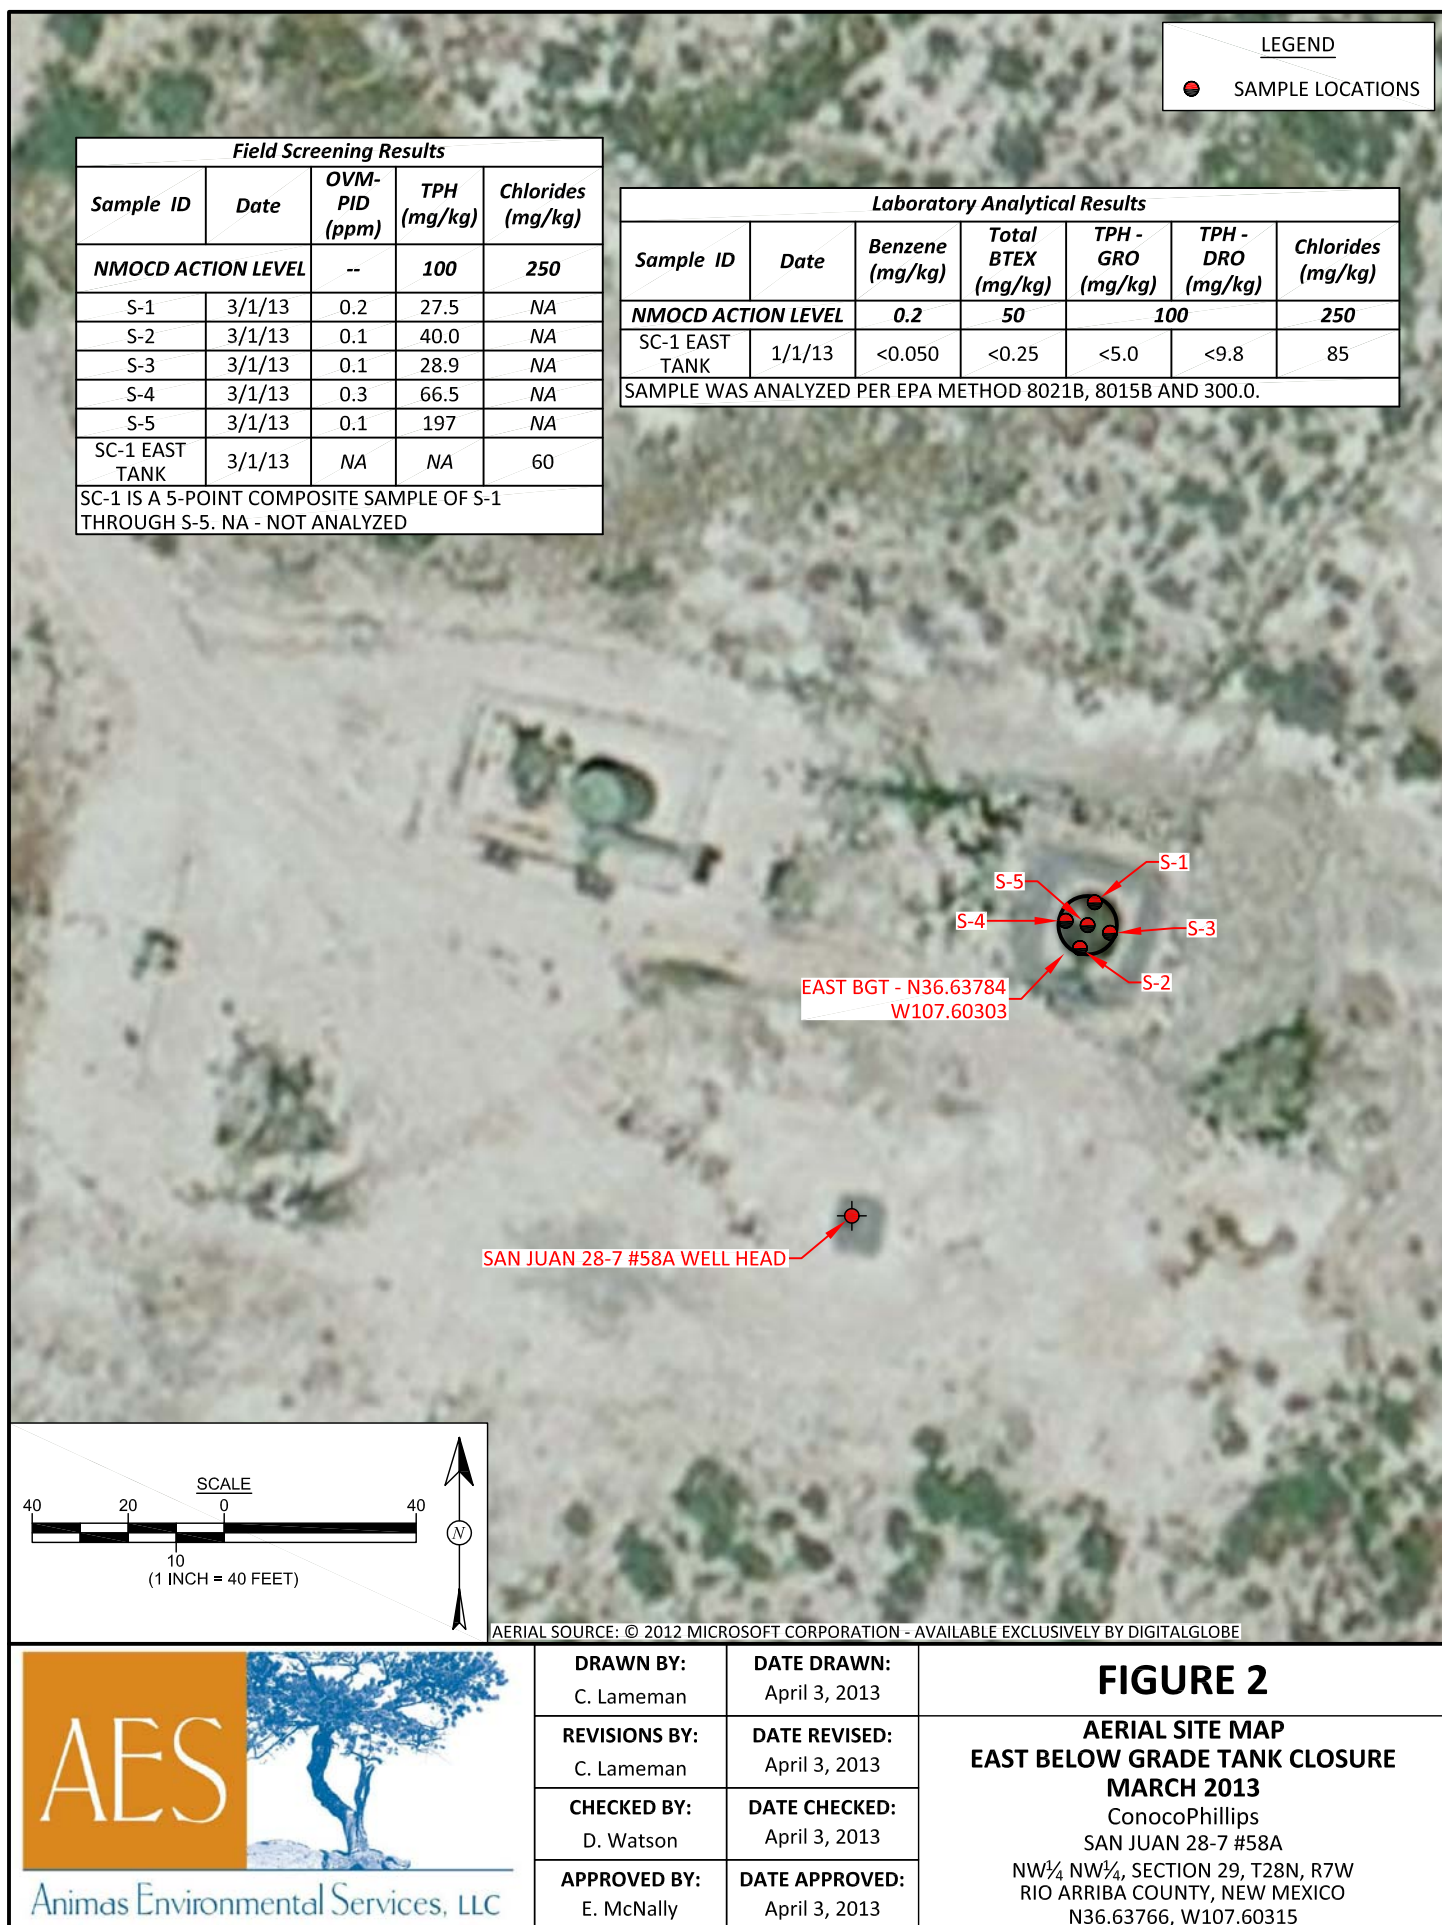 LEGEND
SAMPLE LOCATIONS
Field Screening Results
Sample ID Date OVM-PID (ppm) TPH (mg/kg) Chlorides (mg/kg)
NMOCD ACTION LEVEL -- 100 250
S-1 3/1/13 0.2 27.5 NA
S-2 3/1/13 0.1 40.0 NA
S-3 3/1/13 0.1 28.9 NA
S-4 3/1/13 0.3 66.5 NA
S-5 3/1/13 0.1 197 NA
SC-1 EAST TANK 3/1/13 NA NA 60
SC-1 IS A 5-POINT COMPOSITE SAMPLE OF S-1
THROUGH S-5. NA - NOT ANALYZED
Laboratory Analytical Results
Sample ID Date Benzene (mg/kg) Total BTEX (mg/kg) TPH - GRO (mg/kg) TPH - DRO (mg/kg) Chlorides (mg/kg)
NMOCD ACTION LEVEL 0.2 50 100 250
SC-1 EAST TANK 1/1/13 <0.050 <0.25 <5.0 <9.8 85
SAMPLE WAS ANALYZED PER EPA METHOD 8021B, 8015B AND 300.0.
S-1
S-5
S-4
S-3
S-2
EAST BGT - N36.63784
W107.60303
SAN JUAN 28-7 #58A WELL HEAD
SCALE
40 20 0 40
10
(1 INCH = 40 FEET)
N
AERIAL SOURCE: © 2012 MICROSOFT CORPORATION - AVAILABLE EXCLUSIVELY BY DIGITALGLOBE
AES
Animas Environmental Services, LLC
DRAWN BY:
C. Lameman
DATE DRAWN:
April 3, 2013
REVISIONS BY:
C. Lameman
DATE REVISED:
April 3, 2013
CHECKED BY:
D. Watson
DATE CHECKED:
April 3, 2013
APPROVED BY:
E. McNally
DATE APPROVED:
April 3, 2013
FIGURE 2
AERIAL SITE MAP
EAST BELOW GRADE TANK CLOSURE
MARCH 2013
ConocoPhillips
SAN JUAN 28-7 #58A
NW¼ NW¼, SECTION 29, T28N, R7W
RIO ARRIBA COUNTY, NEW MEXICO
N36.63766, W107.60315